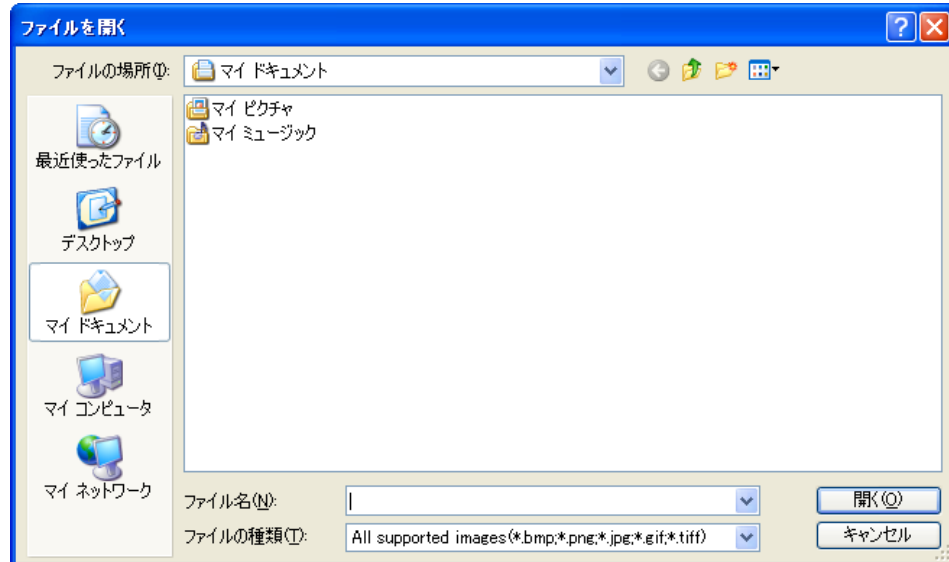 ファイルを開く
ファイルの場所(I):
マイ ドキュメント
マイ ピクチャ
マイ ミュージック
最近使ったファイル
デスクトップ
マイ ドキュメント
マイ コンピュータ
マイ ネットワーク
ファイル名(N):
開く(O)
ファイルの種類(T):
All supported images(*.bmp;*.png;*.jpg;*.gif;*.tiff)
キャンセル